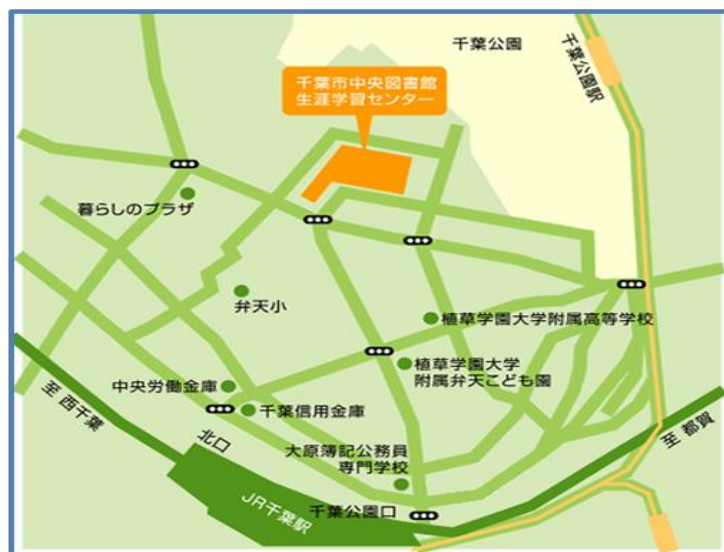 千葉公園
千葉公園駅
千葉市中央図書館
生涯学習センター
暮らしのプラザ
弁天小
植草学園大学附属高等学校
植草学園大学
附属弁天こども園
中央労働金庫
千葉信用金庫
至 西千葉
北口
大原簿記公務員
専門学校
至 都賀
JR千葉駅
千葉公園口